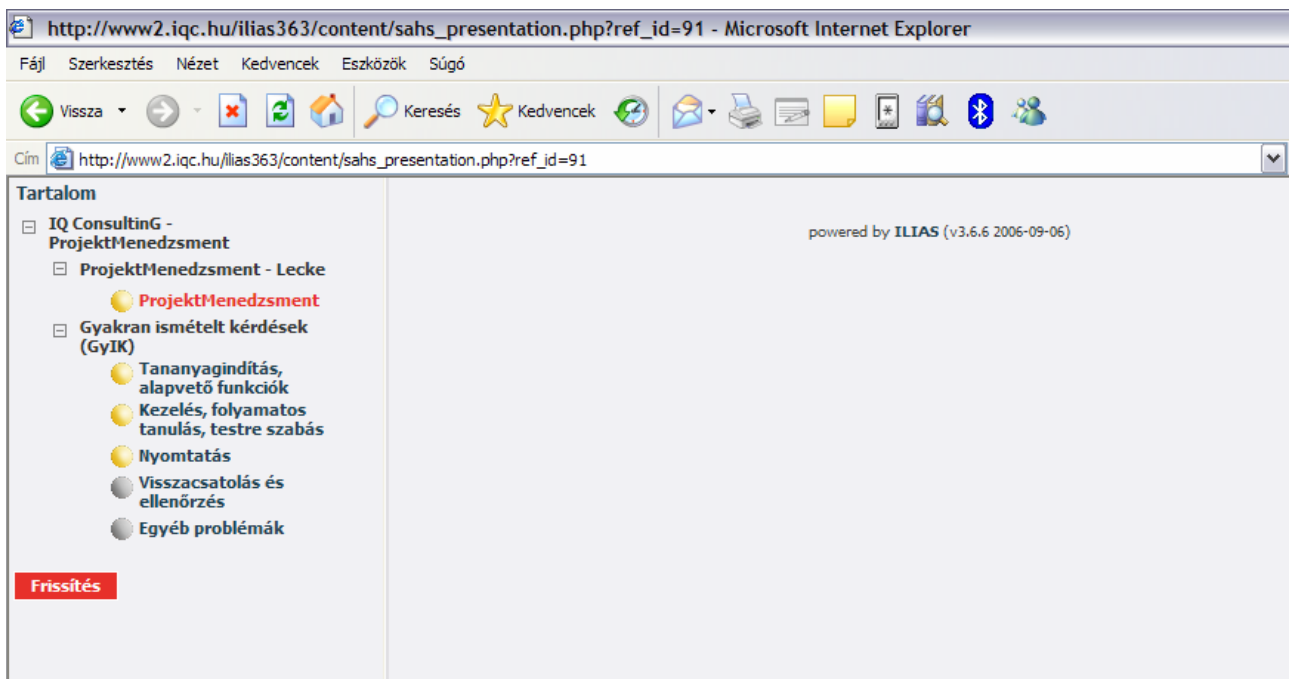 http://www2.iqc.hu/ilias363/content/sahs_presentation.php?ref_id=91 - Microsoft Internet Explorer
Fájl Szerkesztés Nézet Kedvencek Eszközök Súgó
Vissza Keresés Kedvencek
Cím http://www2.iqc.hu/ilias363/content/sahs_presentation.php?ref_id=91
Tartalom
IQ ConsultinG -
ProjektMenedzsment
ProjektMenedzsment - Lecke
ProjektMenedzsment
Gyakran ismételt kérdések
(GyIK)
Tananyagindítás,
alapvető funkciók
Kezelés, folyamatos
tanulás, testre szabás
Nyomtatás
Visszacsatolás és
ellenőrzés
Egyéb problémák
Frissítés
powered by ILIAS (v3.6.6 2006-09-06)